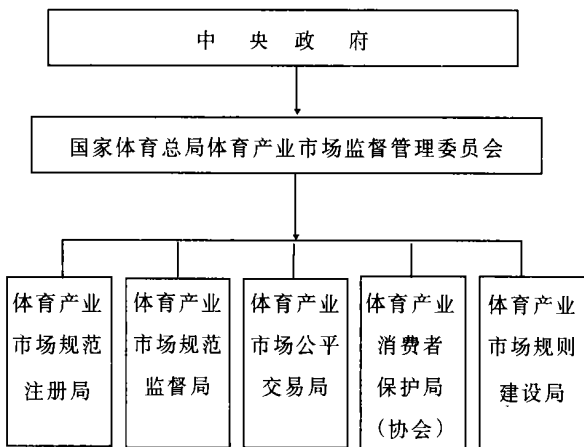 中央政府
国家体育总局体育产业市场监督管理委员会
体育产业
市场规范
注册局
体育产业
市场规范
监督局
体育产业
市场公平
交易局
体育产业
消费者
保护局
(协会)
体育产业
市场规则
建设局